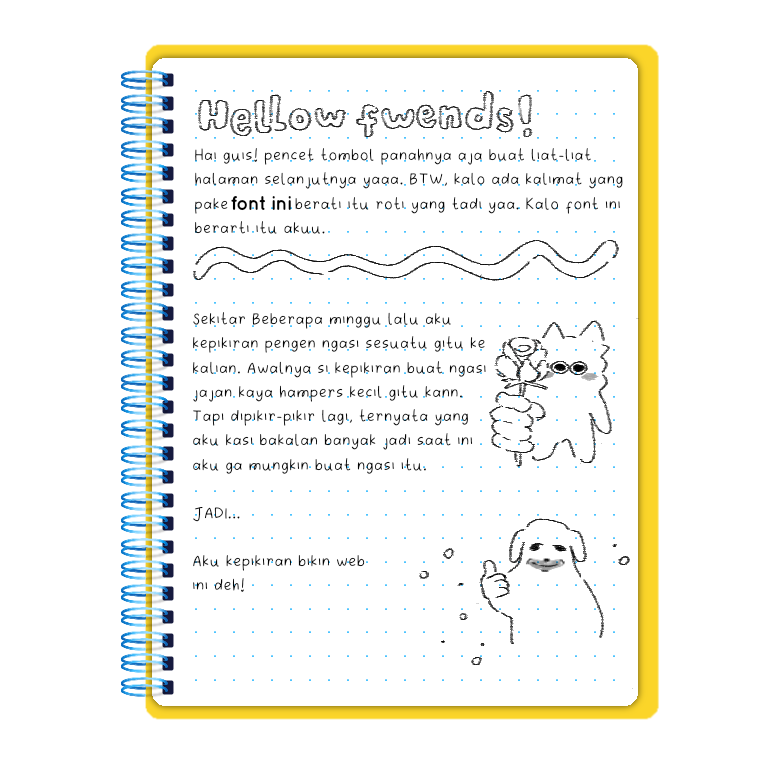 Hellow fwends!
Hai guis! pencet tombol panahnya aja buat liat-liat
halaman selanjutnya yaaa. BTW, kalo ada kalimat yang
pake font ini berati itu roti yang tadi yaa. Kalo font ini
berarti itu akuu.
Sekitar Beberapa minggu lalu aku
kepikiran pengen ngasi sesuatu gitu ke
kalian. Awalnya si kepikiran buat ngasi
jajan kaya hampers kecil gitu kann.
Tapi dipikir-pikir lagi, ternyata yang
aku kasi bakalan banyak jadi saat ini
aku ga mungkin buat ngasi itu.
JADI...
Aku kepikiran bikin web
ini deh!